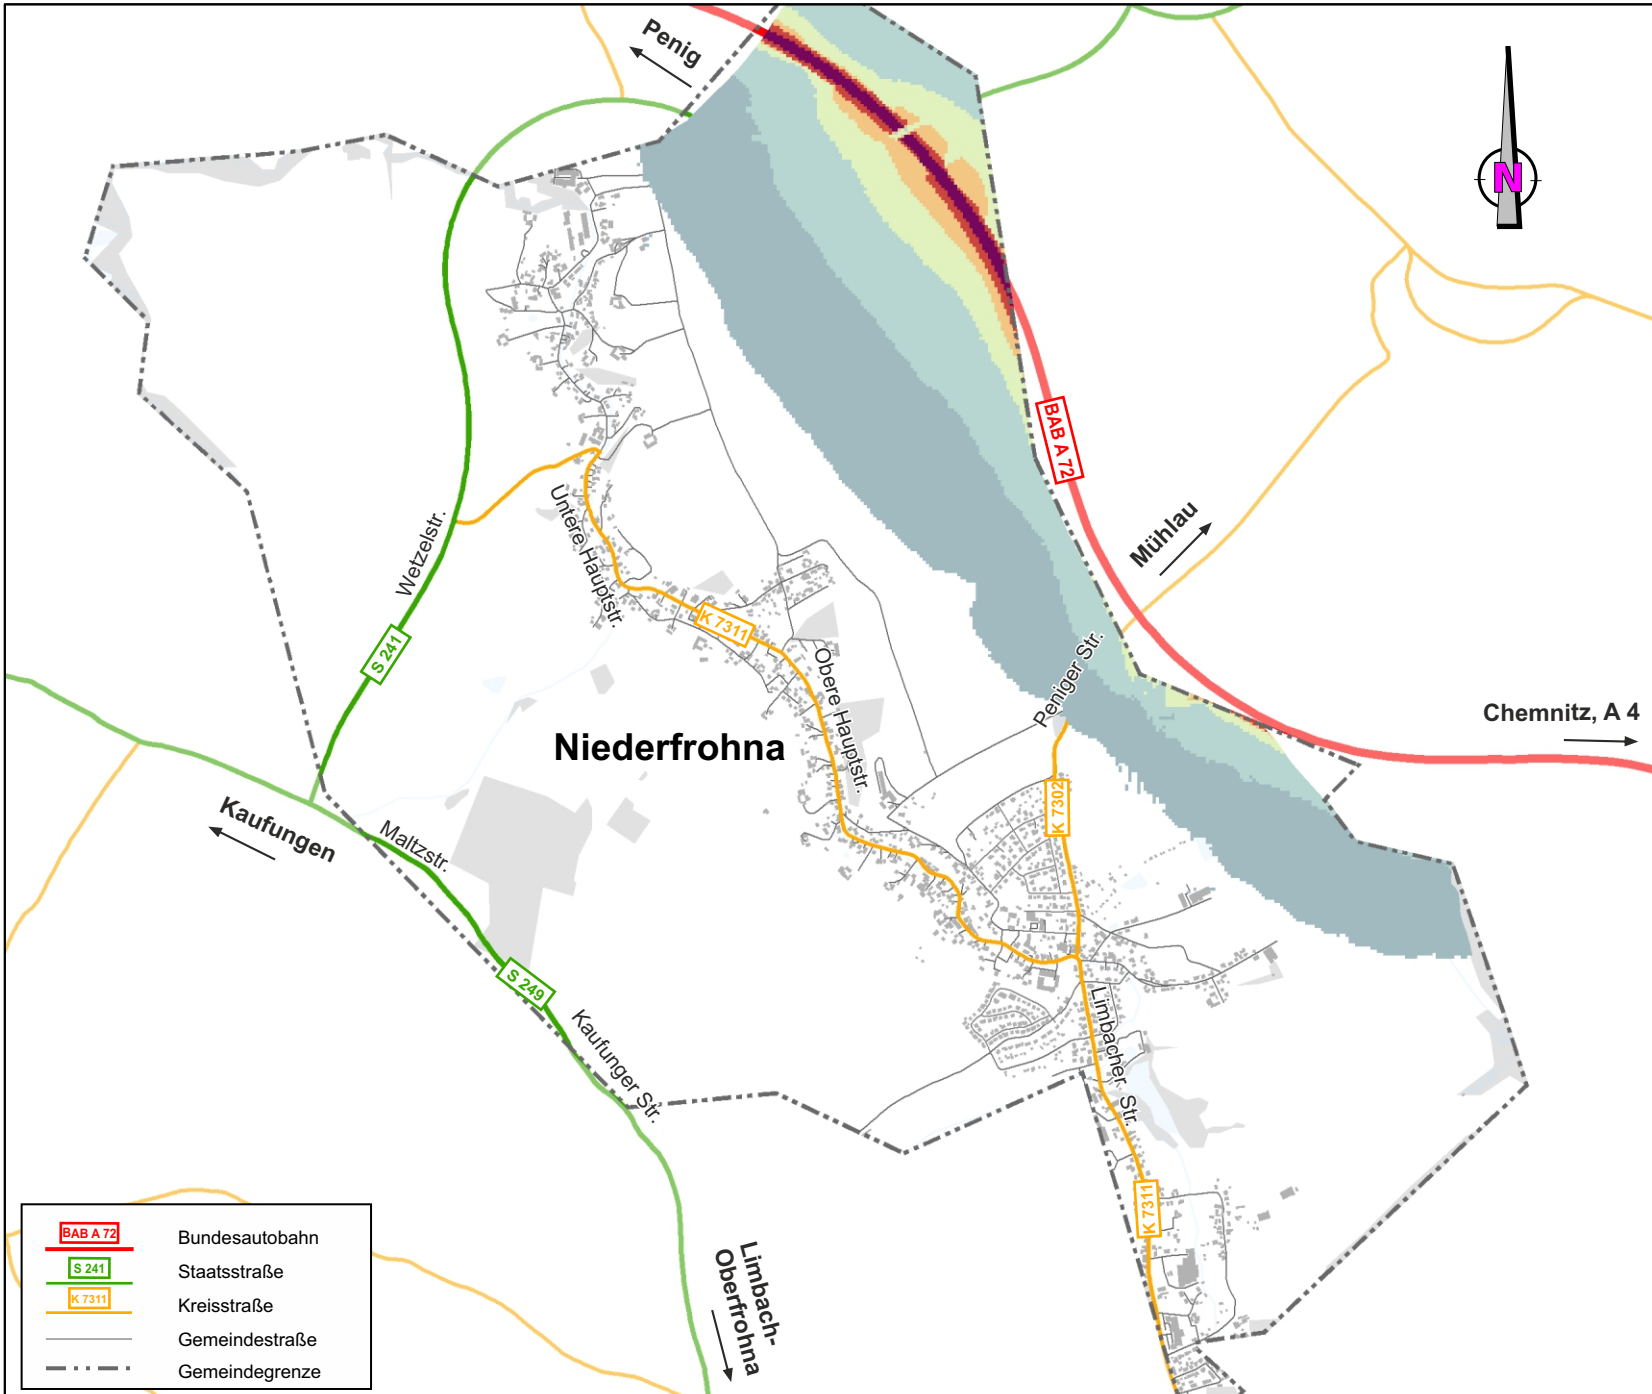 Penig
N
BAB A 72
Mühlau
Wetzelstr.
Untere Hauptstr.
K 7311
S 241
Obere Hauptstr.
Peniger Str.
Chemnitz, A 4
Niederfrohna
K 7302
Kaufungen
Maltzstr.
S 249
Kaufunger Str.
Limbacher Str.
K 7311
Limbach-
Oberfrohna
BAB A 72 Bundesautobahn
S 241 Staatsstraße
K 7311 Kreisstraße
Gemeindestraße
Gemeindegrenze